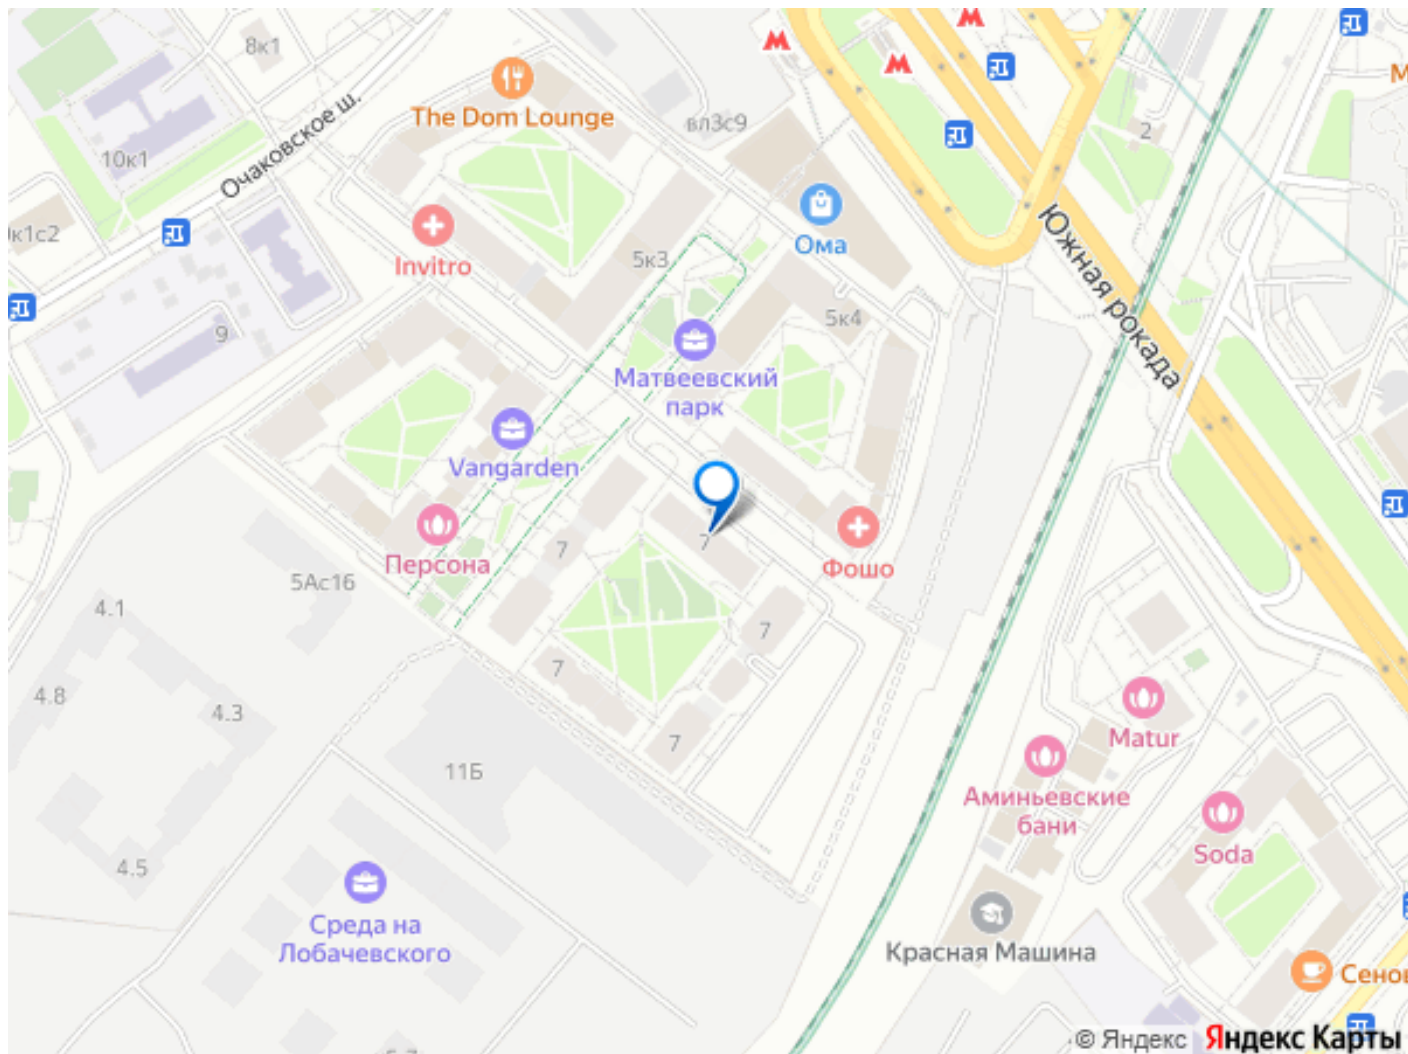 8к1
The Dom Lounge
вл3с9
2
10к1
Очаковское ш.
к1с2
Ома
Южная рокада
Invitro
5к3
9
5к4
Матвеевский
парк
Vangarden
Персона
7
7
Фошо
5Ас16
4.1
7
7
4.8
4.3
7
11Б
Matur
Аминьевские
бани
Soda
4.5
Среда на
Лобачевского
Красная Машина
Сенов
© Яндекс Яндекс Карты